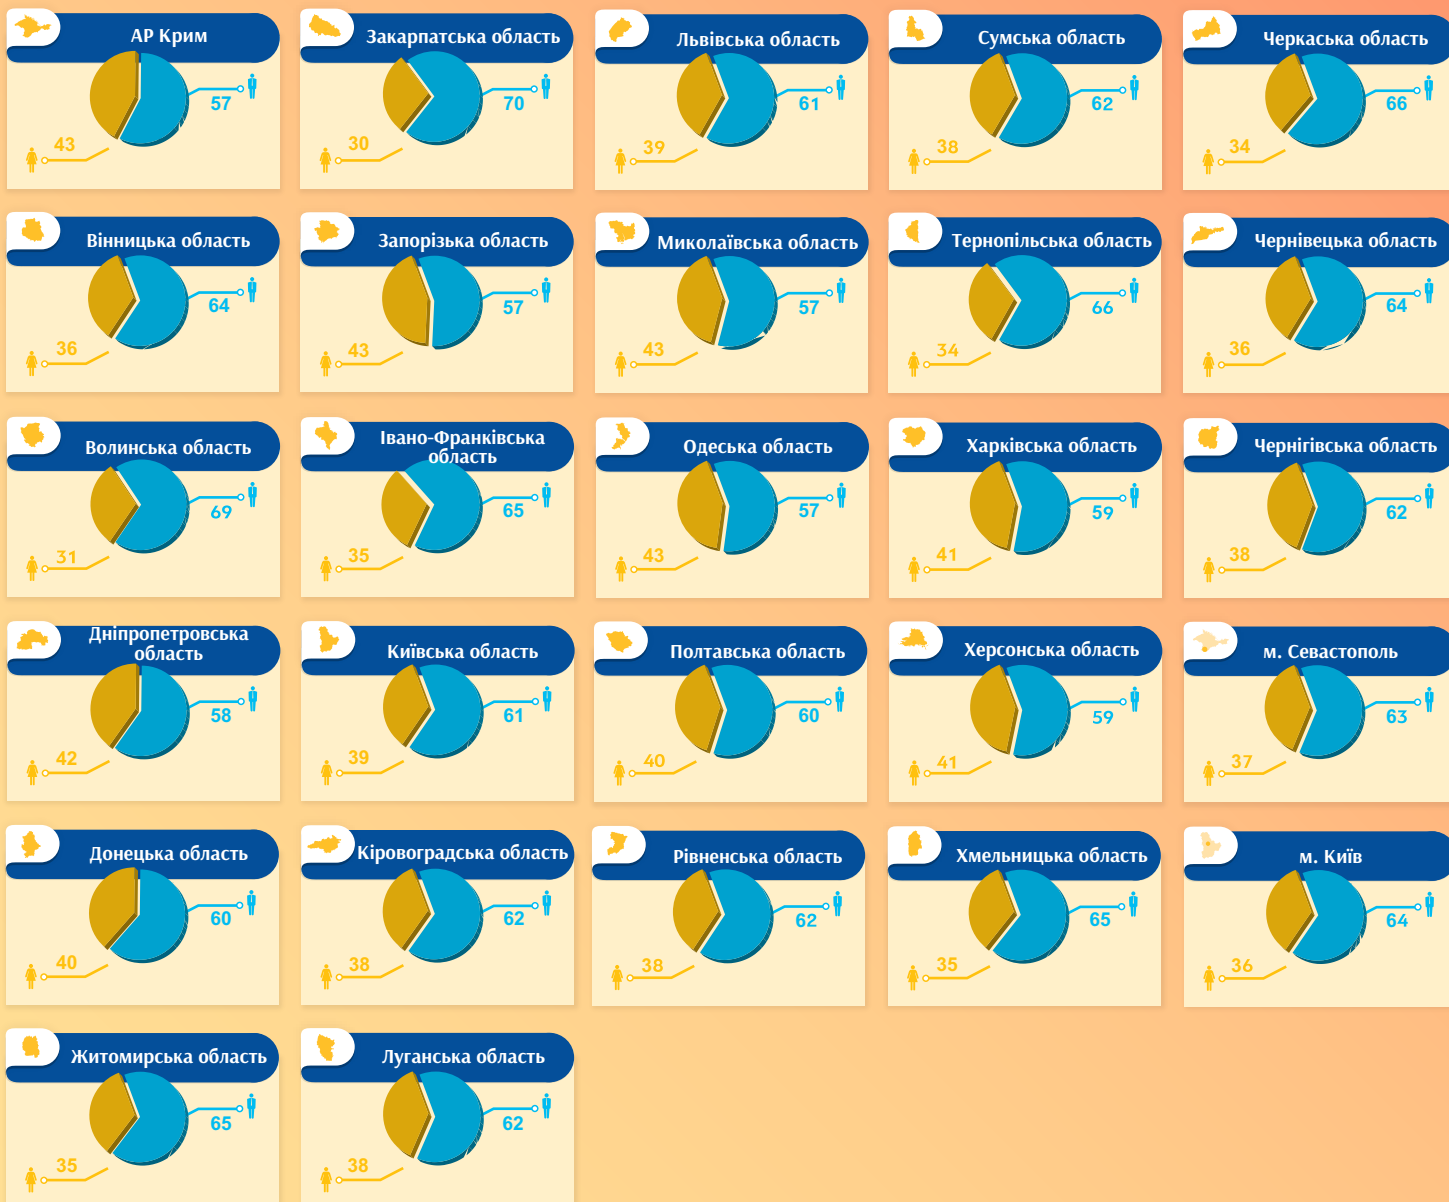 АР Крим
57
43
Закарпатська область
70
30
Львівська область
61
39
Сумська область
62
38
Черкаська область
66
34
Вінницька область
64
36
Запорізька область
57
43
Миколаївська область
57
43
Тернопільська область
66
34
Чернівецька область
64
36
Волинська область
69
31
Івано-Франківська
область
65
35
Одеська область
57
43
Харківська область
59
41
Чернігівська область
62
38
Дніпропетровська
область
58
42
Київська область
61
39
Полтавська область
60
40
Херсонська область
59
41
м. Севастополь
63
37
Донецька область
60
40
Кіровоградська область
62
38
Рівненська область
62
38
Хмельницька область
65
35
м. Київ
64
36
Житомирська область
65
35
Луганська область
62
38